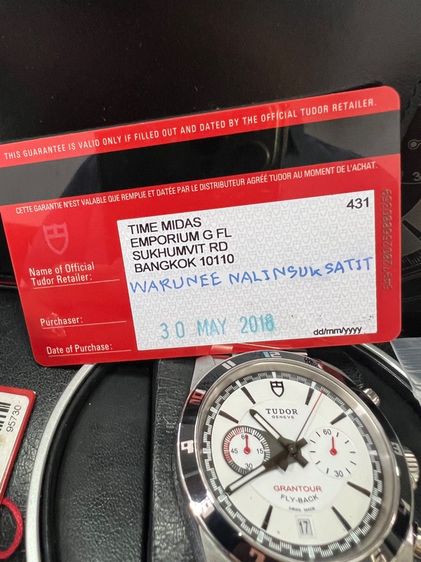 THIS GUARANTEE IS VALID ONLY IF FILLED OUT AND DATED BY THE OFFICIAL TUDOR RETAILER.
CETTE GARANTIE N'EST VALABLE QUE REMPLIE ET DATÉE PAR LE DISTRIBUTEUR AGRÉÉ TUDOR AU MOMENT DE L'ACHAT.
431
TIME MIDAS
EMPORIUM G FL
SUKHUMVIT RD
BANGKOK 10110
Name of Official
Tudor Retailer:
WARUNEE NALINSUKSATIT
Purchaser:
30 MAY 2018
dd/mm/yyyy
Date of Purchase:
95730
TUDOR
GENEVE
60
45
15
30
60
30
GRANTOUR
FLY-BACK
17
SWISS MADE
12